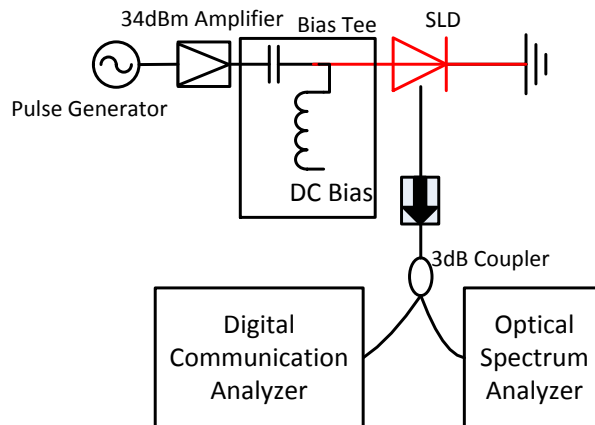 34dBm Amplifier
Bias Tee
SLD
Pulse Generator
DC Bias
3dB Coupler
Digital
Communication
Analyzer
Optical
Spectrum
Analyzer